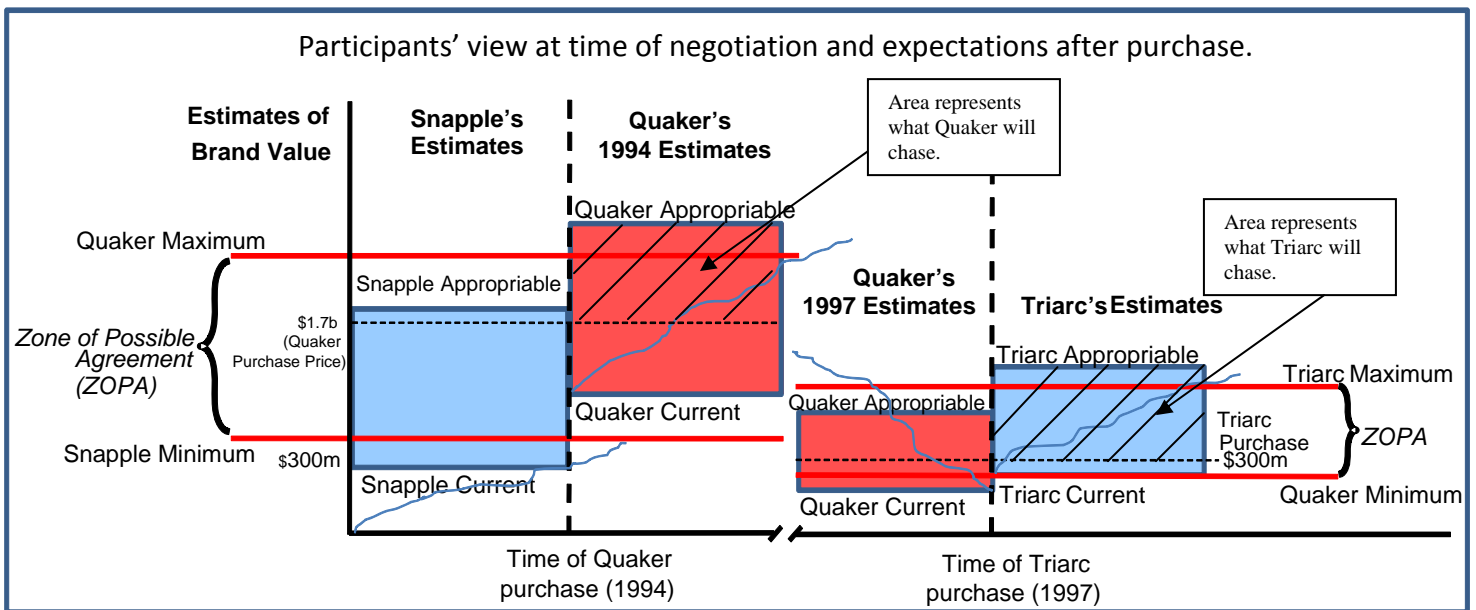 Participants' view at time of negotiation and expectations after purchase.
Estimates of
Brand Value
Snapple's
Estimates
Quaker's
1994 Estimates
Area represents
what Quaker will
chase.
Quaker Appropriable
Area represents
what Triarc will
chase.
Quaker Maximum
Snapple Appropriable
Quaker's
1997 Estimates
Triarc's Estimates
$1.7b
(Quaker
Purchase Price)
Zone of Possible
Agreement
(ZOPA)
Triarc Appropriable
Triarc Maximum
Quaker Current
Quaker Appropriable
Triarc
Purchase
$300m
ZOPA
Snapple Minimum
$300m
Snapple Current
Quaker Current
Triarc Current
Quaker Minimum
Time of Quaker
purchase (1994)
Time of Triarc
purchase (1997)